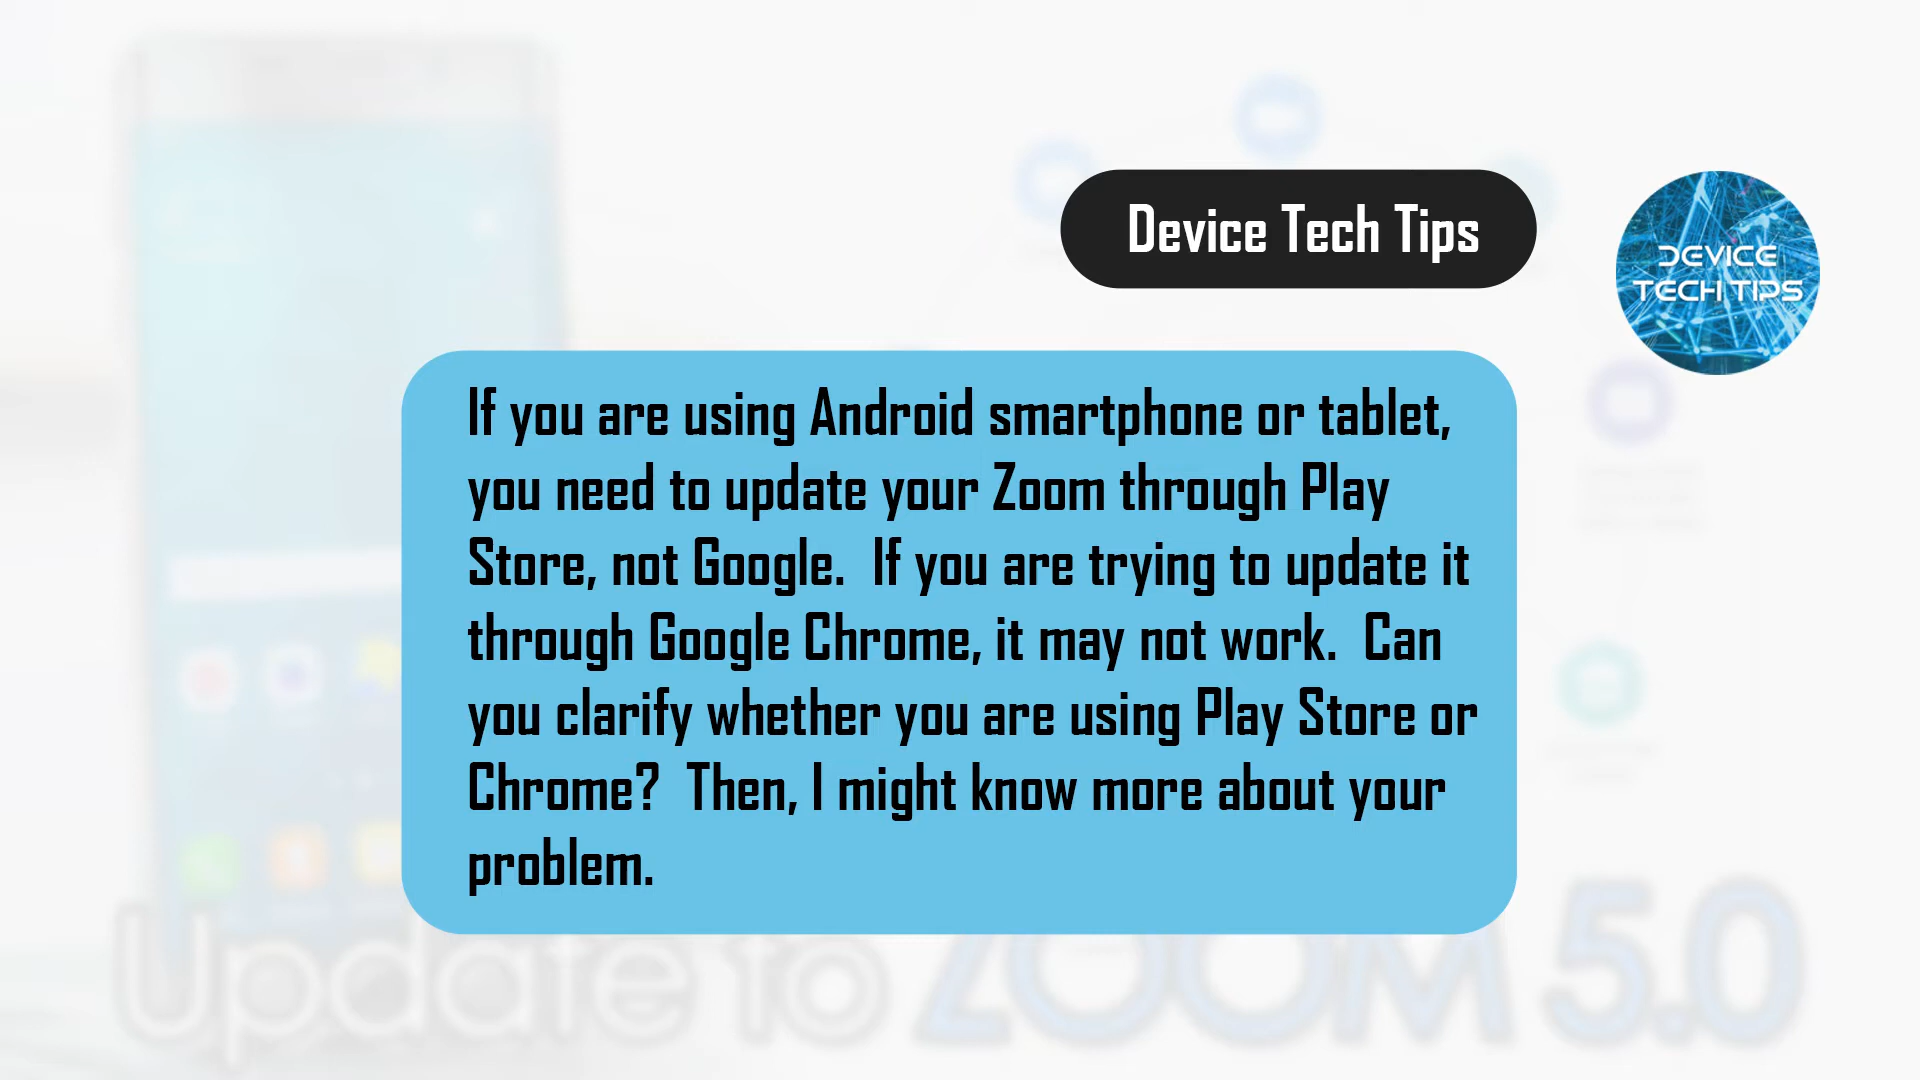 Device Tech Tips
DEVICE
TECH TIPS
If you are using Android smartphone or tablet,
you need to update your Zoom through Play
Store, not Google.  If you are trying to update it
through Google Chrome, it may not work.  Can
you clarify whether you are using Play Store or
Chrome?  Then, I might know more about your
problem.
Update to ZOOM 5.0